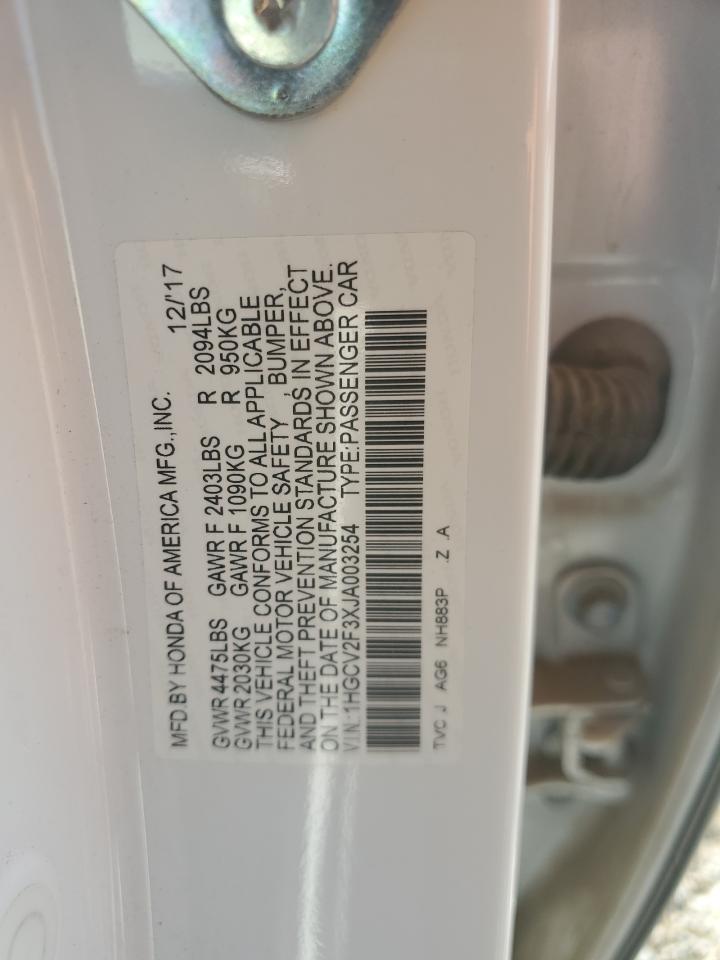 MFD.BY HONDA OF AMERICA MFG.,INC. 12/'17
GVWR 4475LBS GAWR F 2403LBS R 2094LBS
GVWR 2030KG GAWR F 1090KG R 950KG
THIS VEHICLE CONFORMS TO ALL APPLICABLE
FEDERAL MOTOR VEHICLE SAFETY , BUMPER,
AND THEFT PREVENTION STANDARDS IN EFFECT
ON THE DATE OF MANUFACTURE SHOWN ABOVE.
V.I.N.:1HGCV2F3XJA003254 TYPE:PASSENGER CAR
TVC J AG6 NH883P .Z .A